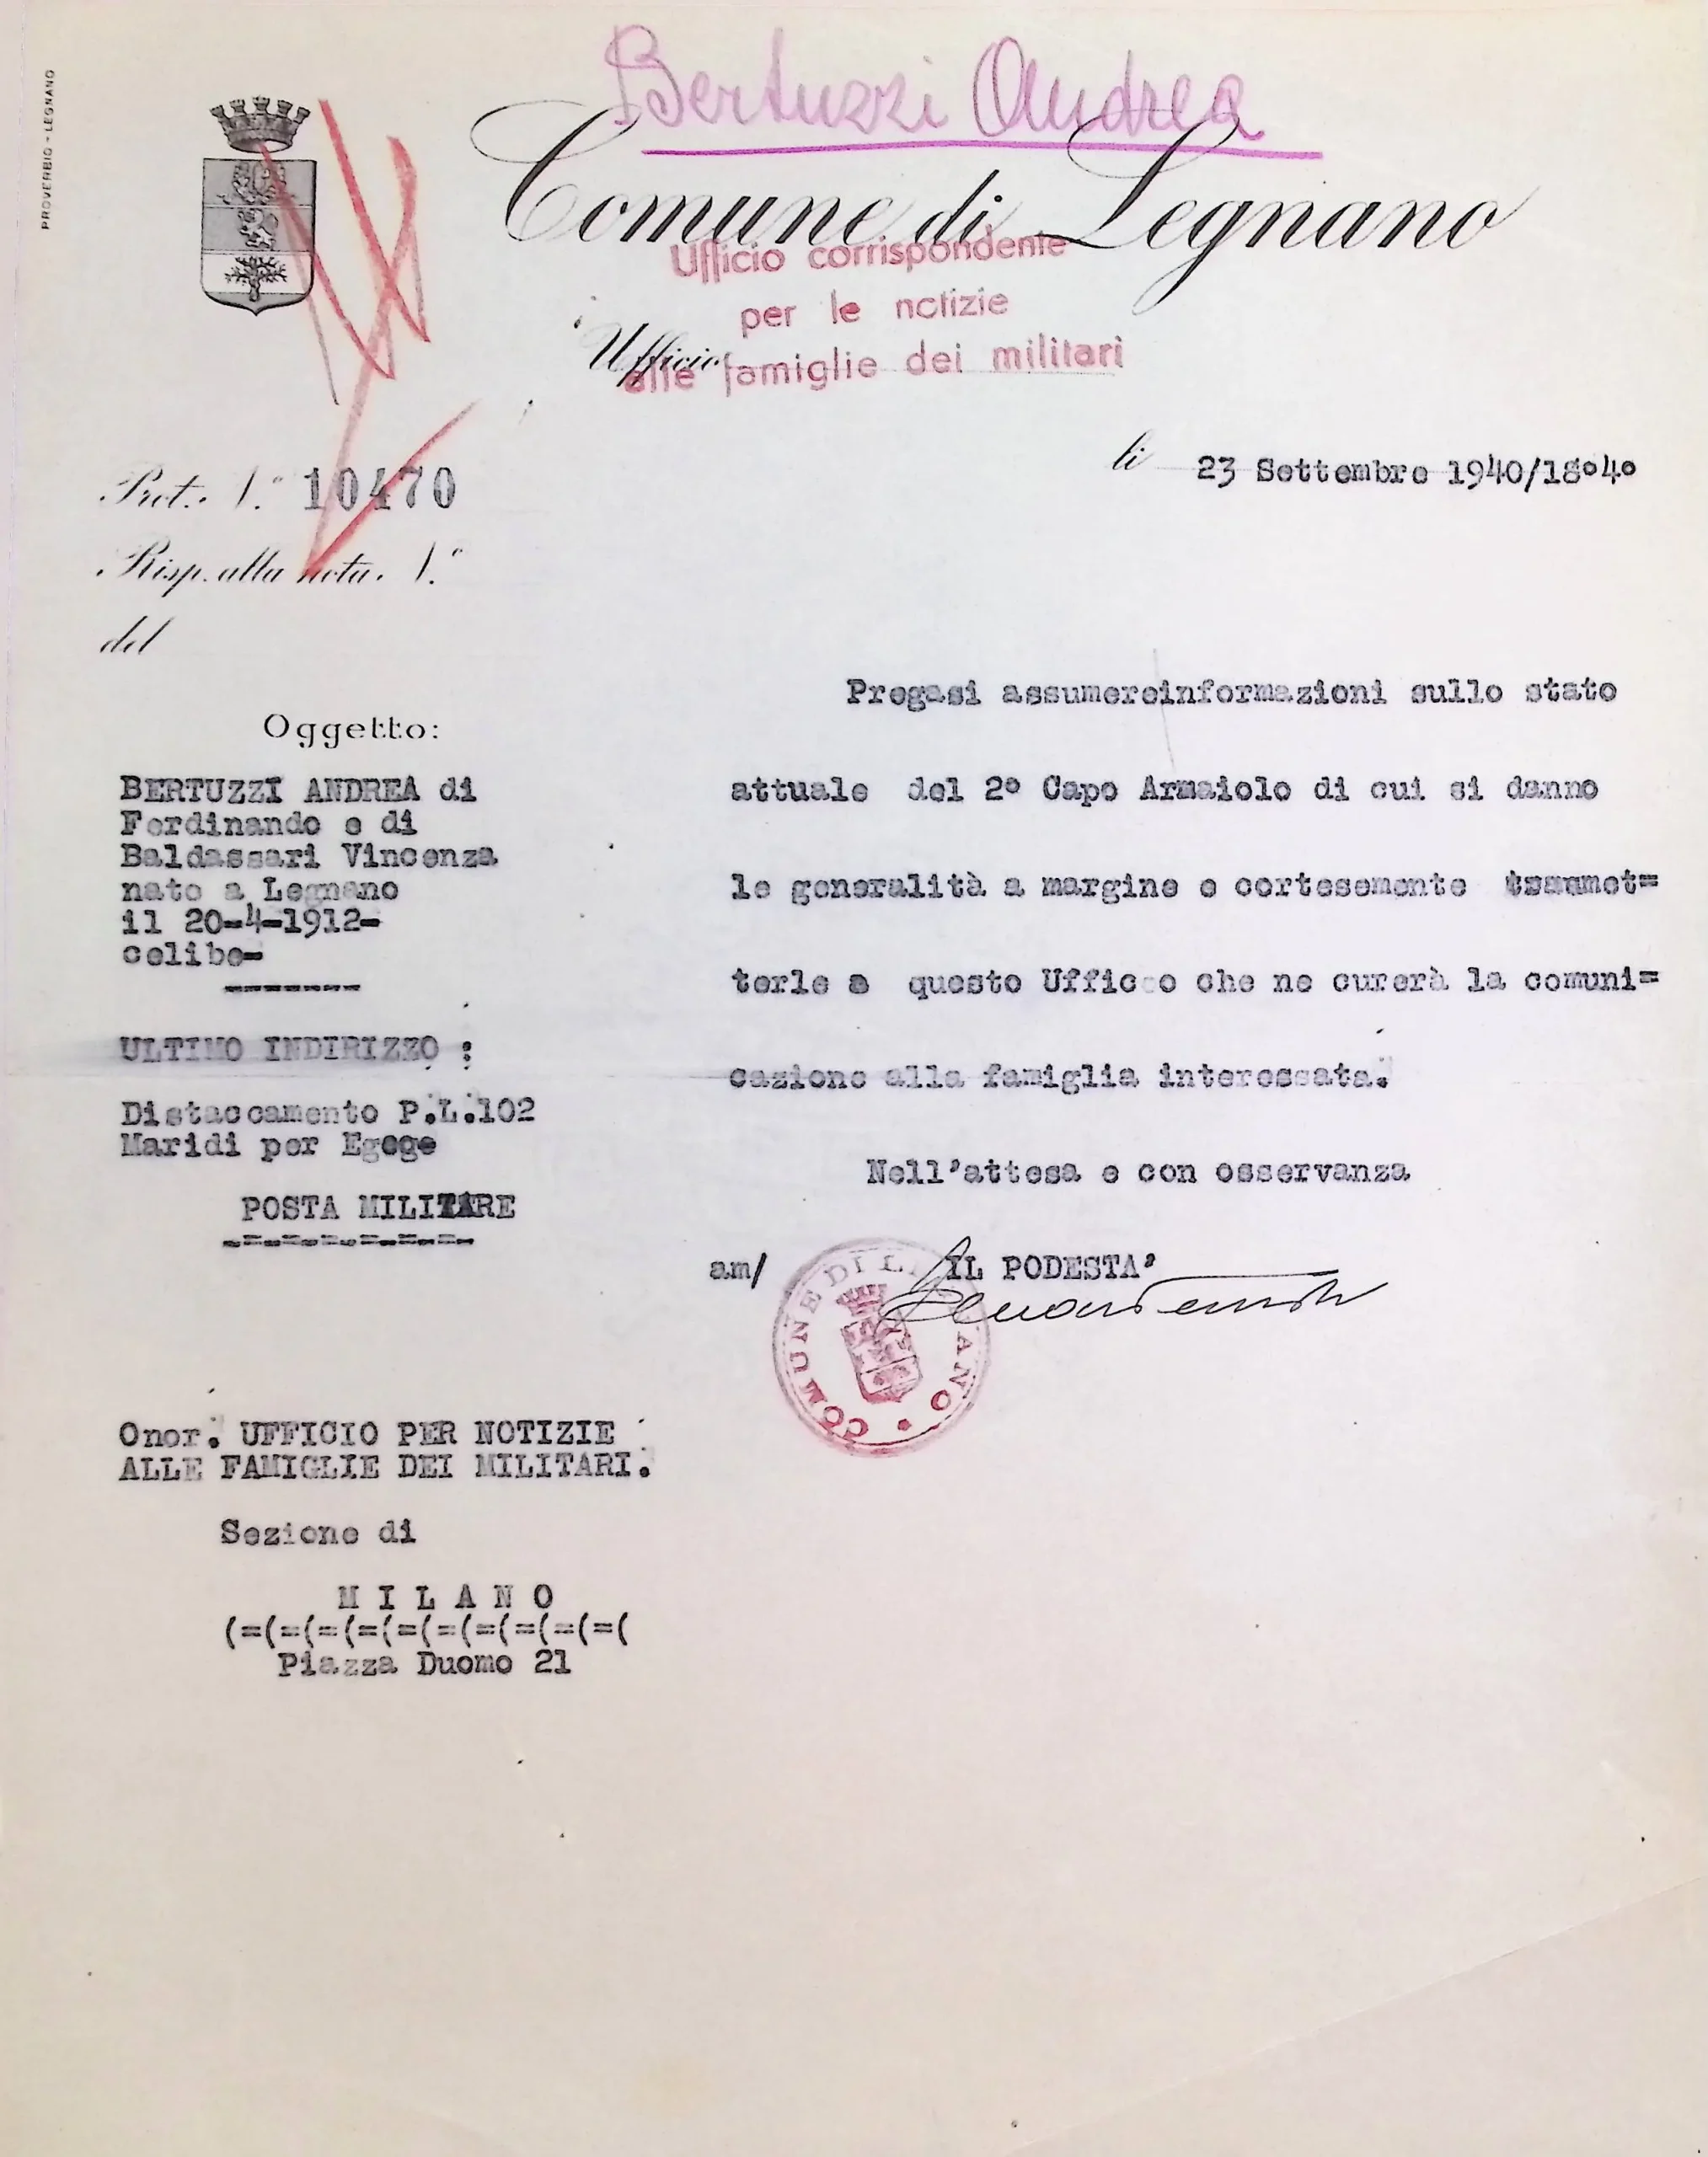 PROVERBIO - LEGNANO
Bertuzzi Andrea
Comune di Legnano
Ufficio corrispondente
per le notizie
alle famiglie dei militari
Ufficio
li 23 Settembre 1940/18°4°
Prot. N.° 10470
Risp. alla nota N.°
del
Oggetto:
BERTUZZI ANDREA di
Ferdinando e di
Baldassari Vincenza
nato a Legnano
il 20-4-1912-
celibe-
ULTIMO INDIRIZZO :
Distaccamento P.L.102
Maridi per Egege
POSTA MILITARE
Pregasi assumereinformazioni sullo stato
attuale del 2° Capo Armaiolo di cui si danno
le generalità a margine e cortesemente
terle a questo Ufficio che ne curerà la comuni=
cazione alla famiglia interessata.
Nell'attesa e con osservanza
am/ IL PODESTA'
COMUNE DI LEGNANO
Onor. UFFICIO PER NOTIZIE
ALLE FAMIGLIE DEI MILITARI.
Sezione di
M I L A N O
(=(=(=(=(=(=(=(=(=(=(
Piazza Duomo 21